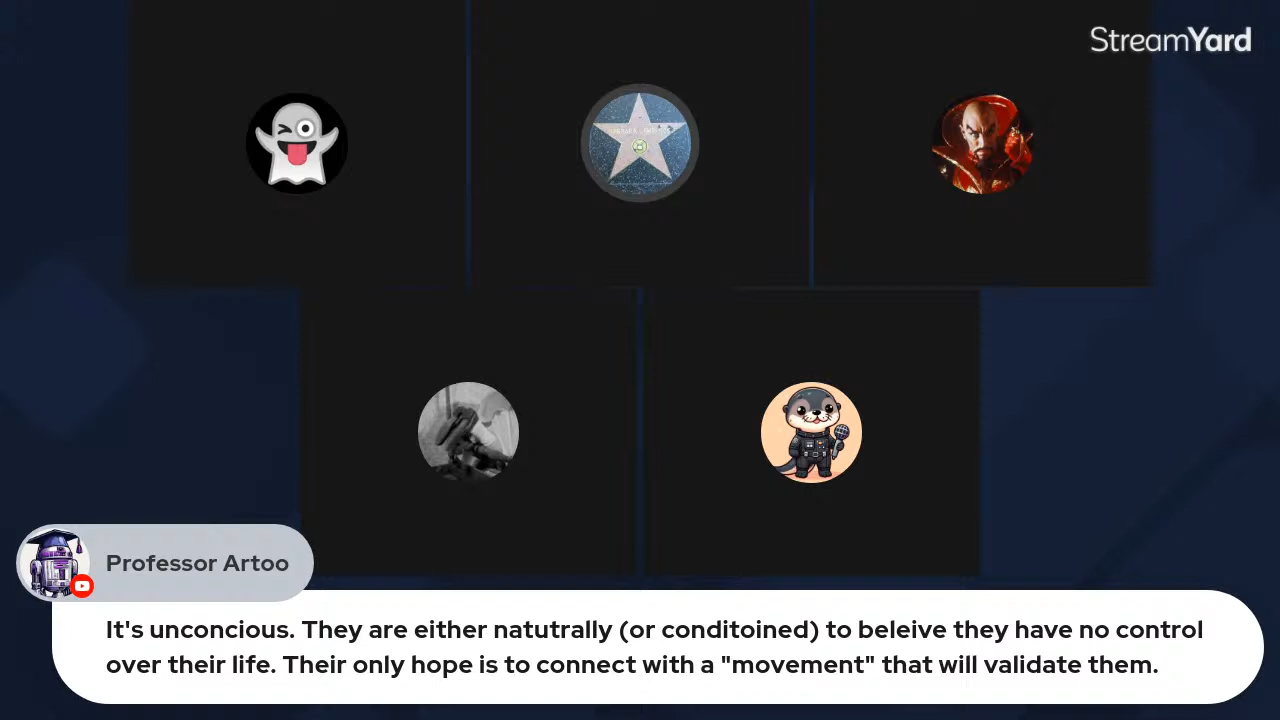 StreamYard
Professor Artoo
It's unconcious. They are either natutrally (or conditoined) to beleive they have no control
over their life. Their only hope is to connect with a "movement" that will validate them.